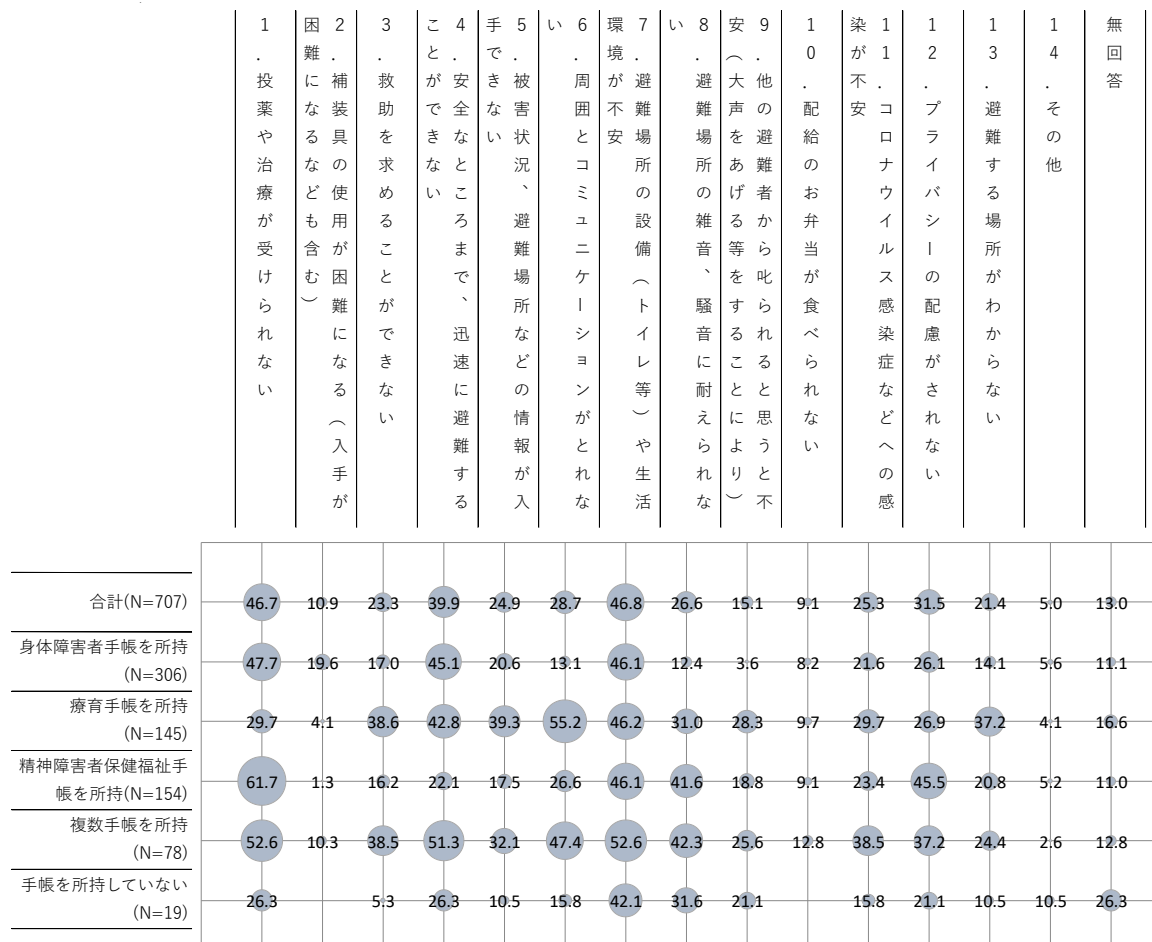 1．投薬や治療が受けられない
2．補装具の使用が困難になる（入手が
困難になるなども含む）
3．救助を求めることができない
4．安全なところまで、迅速に避難する
ことができない
5．被害状況、避難場所などの情報が入
手できない
6．周囲とコミュニケーションがとれな
い
7．避難場所の設備（トイレ等）や生活
環境が不安
8．避難場所の雑音、騒音に耐えられな
い
9．他の避難者から叱られると思うと不
安（大声をあげる等をすることにより）
10．配給のお弁当が食べられない
11．コロナウイルス感染症などへの感
染が不安
12．プライバシーの配慮がされない
13．避難する場所がわからない
14．その他
無回答
合計(N=707) 46.7 10.9 23.3 39.9 24.9 28.7 46.8 26.6 15.1 9.1 25.3 31.5 21.4 5.0 13.0
身体障害者手帳を所持
(N=306) 47.7 19.6 17.0 45.1 20.6 13.1 46.1 12.4 3.6 8.2 21.6 26.1 14.1 5.6 11.1
療育手帳を所持
(N=145) 29.7 4.1 38.6 42.8 39.3 55.2 46.2 31.0 28.3 9.7 29.7 26.9 37.2 4.1 16.6
精神障害者保健福祉手
帳を所持(N=154) 61.7 1.3 16.2 22.1 17.5 26.6 46.1 41.6 18.8 9.1 23.4 45.5 20.8 5.2 11.0
複数手帳を所持
(N=78) 52.6 10.3 38.5 51.3 32.1 47.4 52.6 42.3 25.6 12.8 38.5 37.2 24.4 2.6 12.8
手帳を所持していない
(N=19) 26.3 5.3 26.3 10.5 15.8 42.1 31.6 21.1 15.8 21.1 10.5 10.5 26.3